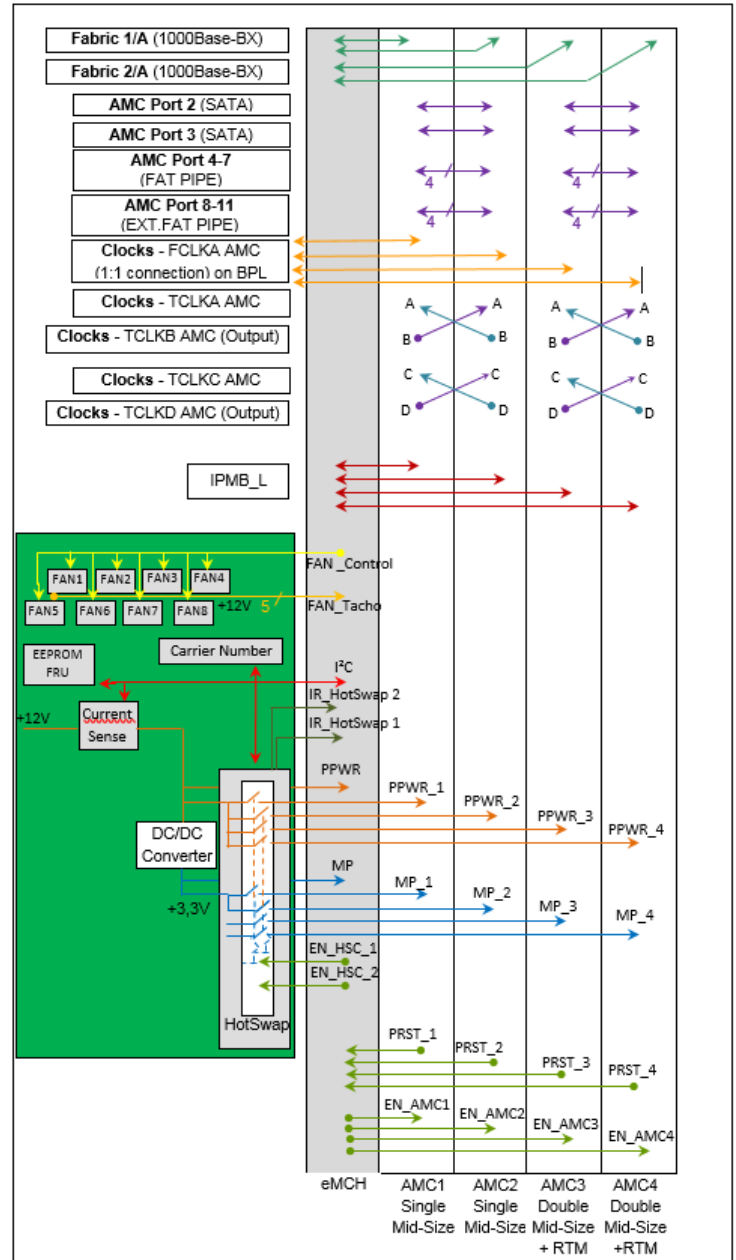 Fabric 1/A (1000Base-BX)
Fabric 2/A (1000Base-BX)
AMC Port 2 (SATA)
AMC Port 3 (SATA)
AMC Port 4-7
(FAT PIPE)
4
4
AMC Port 8-11
(EXT.FAT PIPE)
4
4
Clocks - FCLKA AMC
(1:1 connection) on BPL
Clocks - TCLKA AMC
A
A
A
A
Clocks - TCLKB AMC (Output)
B
B
B
B
Clocks - TCLKC AMC
C
C
C
C
Clocks - TCLKD AMC (Output)
D
D
D
D
IPMB_L
FAN _Control
FAN1
FAN2
FAN3
FAN4
FAN5
FAN6
FAN7
FAN8
+12V
5
FAN_Tacho
EEPROM
FRU
Carrier Number
I²C
IR_HotSwap 2
IR_HotSwap 1
+12V
Current
Sense
PPWR
PPWR_1
PPWR_2
PPWR_3
PPWR_4
DC/DC
Converter
MP
MP_1
MP_2
MP_3
MP_4
+3,3V
EN_HSC_1
EN_HSC_2
HotSwap
PRST_1
PRST_2
PRST_3
PRST_4
EN_AMC1
EN_AMC2
EN_AMC3
EN_AMC4
eMCH
AMC1
Single
Mid-Size
AMC2
Single
Mid-Size
AMC3
Double
Mid-Size
+ RTM
AMC4
Double
Mid-Size
+RTM